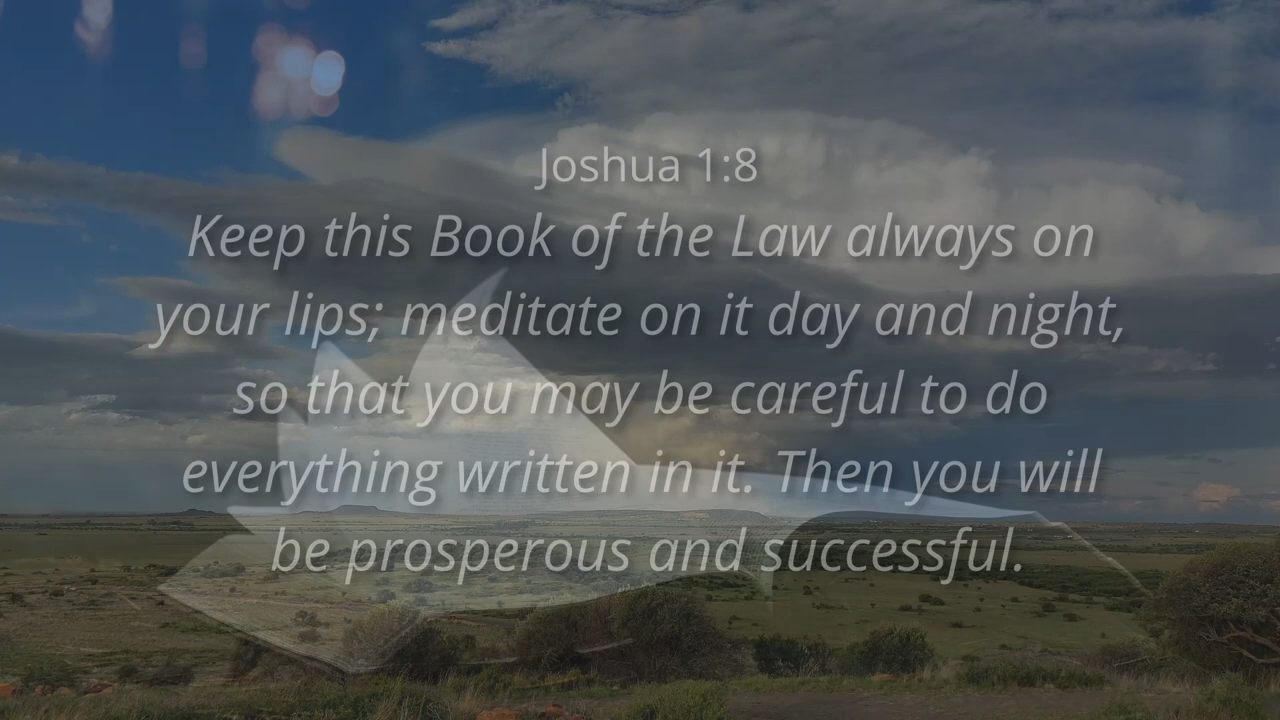 Joshua 1:8
Keep this Book of the Law always on
your lips; meditate on it day and night,
so that you may be careful to do
everything written in it. Then you will
be prosperous and successful.